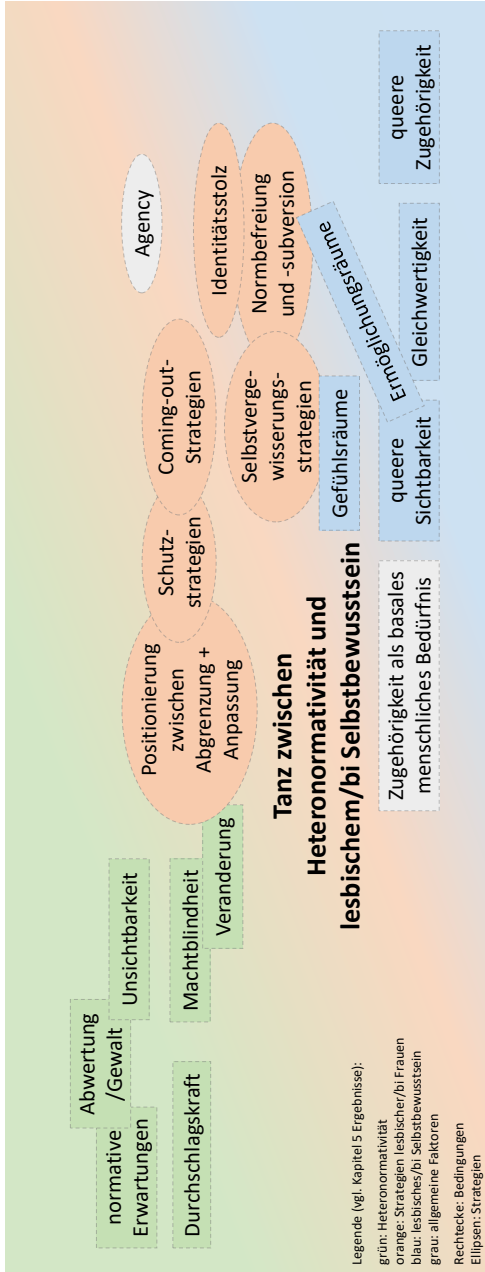 normative
Erwartungen
Abwertung
/Gewalt
Unsichtbarkeit
Durchschlagskraft
Machtblindheit
Veranderung
Positionierung
zwischen
Abgrenzung +
Anpassung
Schutz-
strategien
Coming-out-
Strategien
Agency
Identitätsstolz
Normbefreiung
und -subversion
Selbstverge-
wisserungs-
strategien
Gefühlsräume
Ermöglichungsräume
Tanz zwischen
Heteronormativität und
lesbischem/bi Selbstbewusstsein
Zugehörigkeit als basales
menschliches Bedürfnis
queere
Sichtbarkeit
Gleichwertigkeit
queere
Zugehörigkeit
Legende (vgl. Kapitel 5 Ergebnisse):
grün: Heteronormativität
orange: Strategien lesbischer/bi Frauen
blau: lesbisches/bi Selbstbewusstsein
grau: allgemeine Faktoren
Rechtecke: Bedingungen
Ellipsen: Strategien